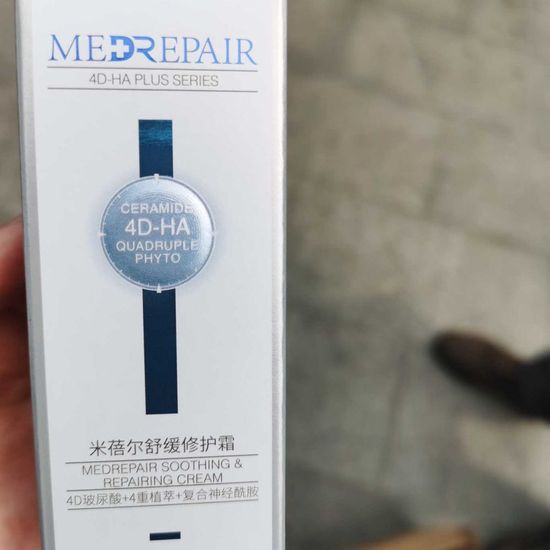 MEDREPAIR
4D-HA PLUS SERIES
CERAMIDE
4D-HA
QUADRUPLE
PHYTO
米蓓尔舒缓修护霜
MEDREPAIR SOOTHING &
REPAIRING CREAM
4D玻尿酸+4重植萃+复合神经酰胺